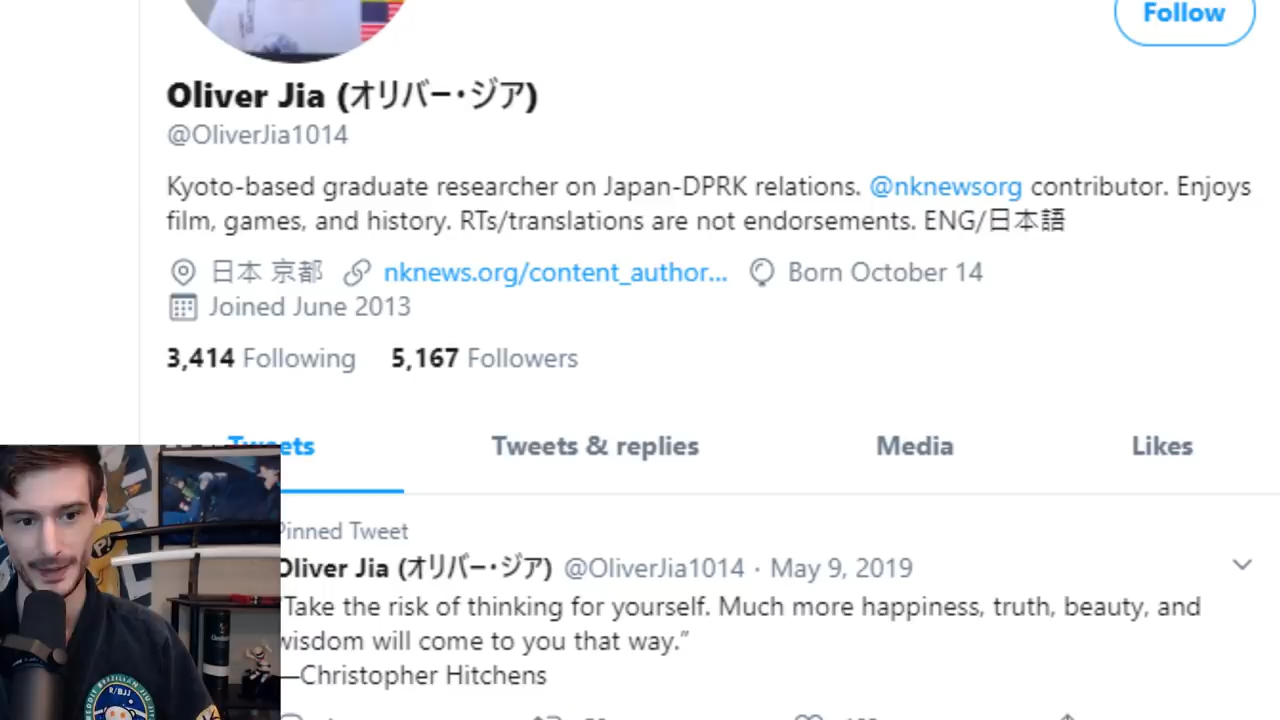 Follow
Oliver Jia (オリバー・ジア)
@OliverJia1014
Kyoto-based graduate researcher on Japan-DPRK relations. @nknewsorg contributor. Enjoys
film, games, and history. RTs/translations are not endorsements. ENG/日本語
日本 京都 nknews.org/content_author... Born October 14
Joined June 2013
3,414 Following 5,167 Followers
Tweets Tweets & replies Media Likes
Pinned Tweet
Oliver Jia (オリバー・ジア) @OliverJia1014 · May 9, 2019
"Take the risk of thinking for yourself. Much more happiness, truth, beauty, and
wisdom will come to you that way.”
—Christopher Hitchens
R/BJJ